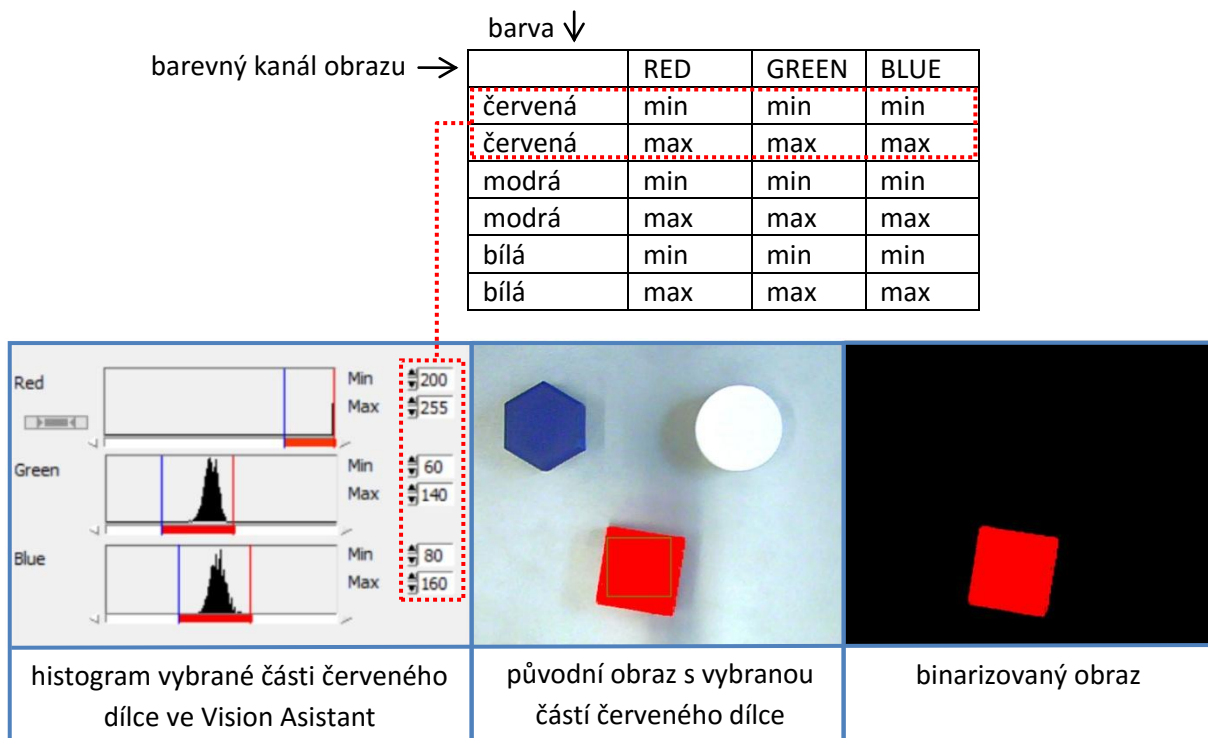 barva ↓
barevný kanál obrazu →
RED GREEN BLUE
červená min min min
červená max max max
modrá min min min
modrá max max max
bílá min min min
bílá max max max
Red Min 200
Max 255
Green Min 60
Max 140
Blue Min 80
Max 160
histogram vybrané části červeného
dílce ve Vision Asistant
původní obraz s vybranou
částí červeného dílce
binarizovaný obraz